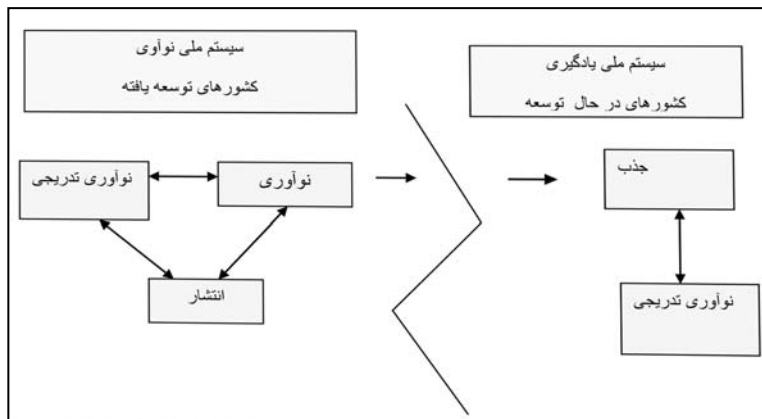 سیستم ملی نوآوی
کشورهای توسعه یافته
سیستم ملی یادگیری
کشورهای در حال توسعه
نوآوری تدریجی
نوآوری
انتشار
جذب
نوآوری تدریجی